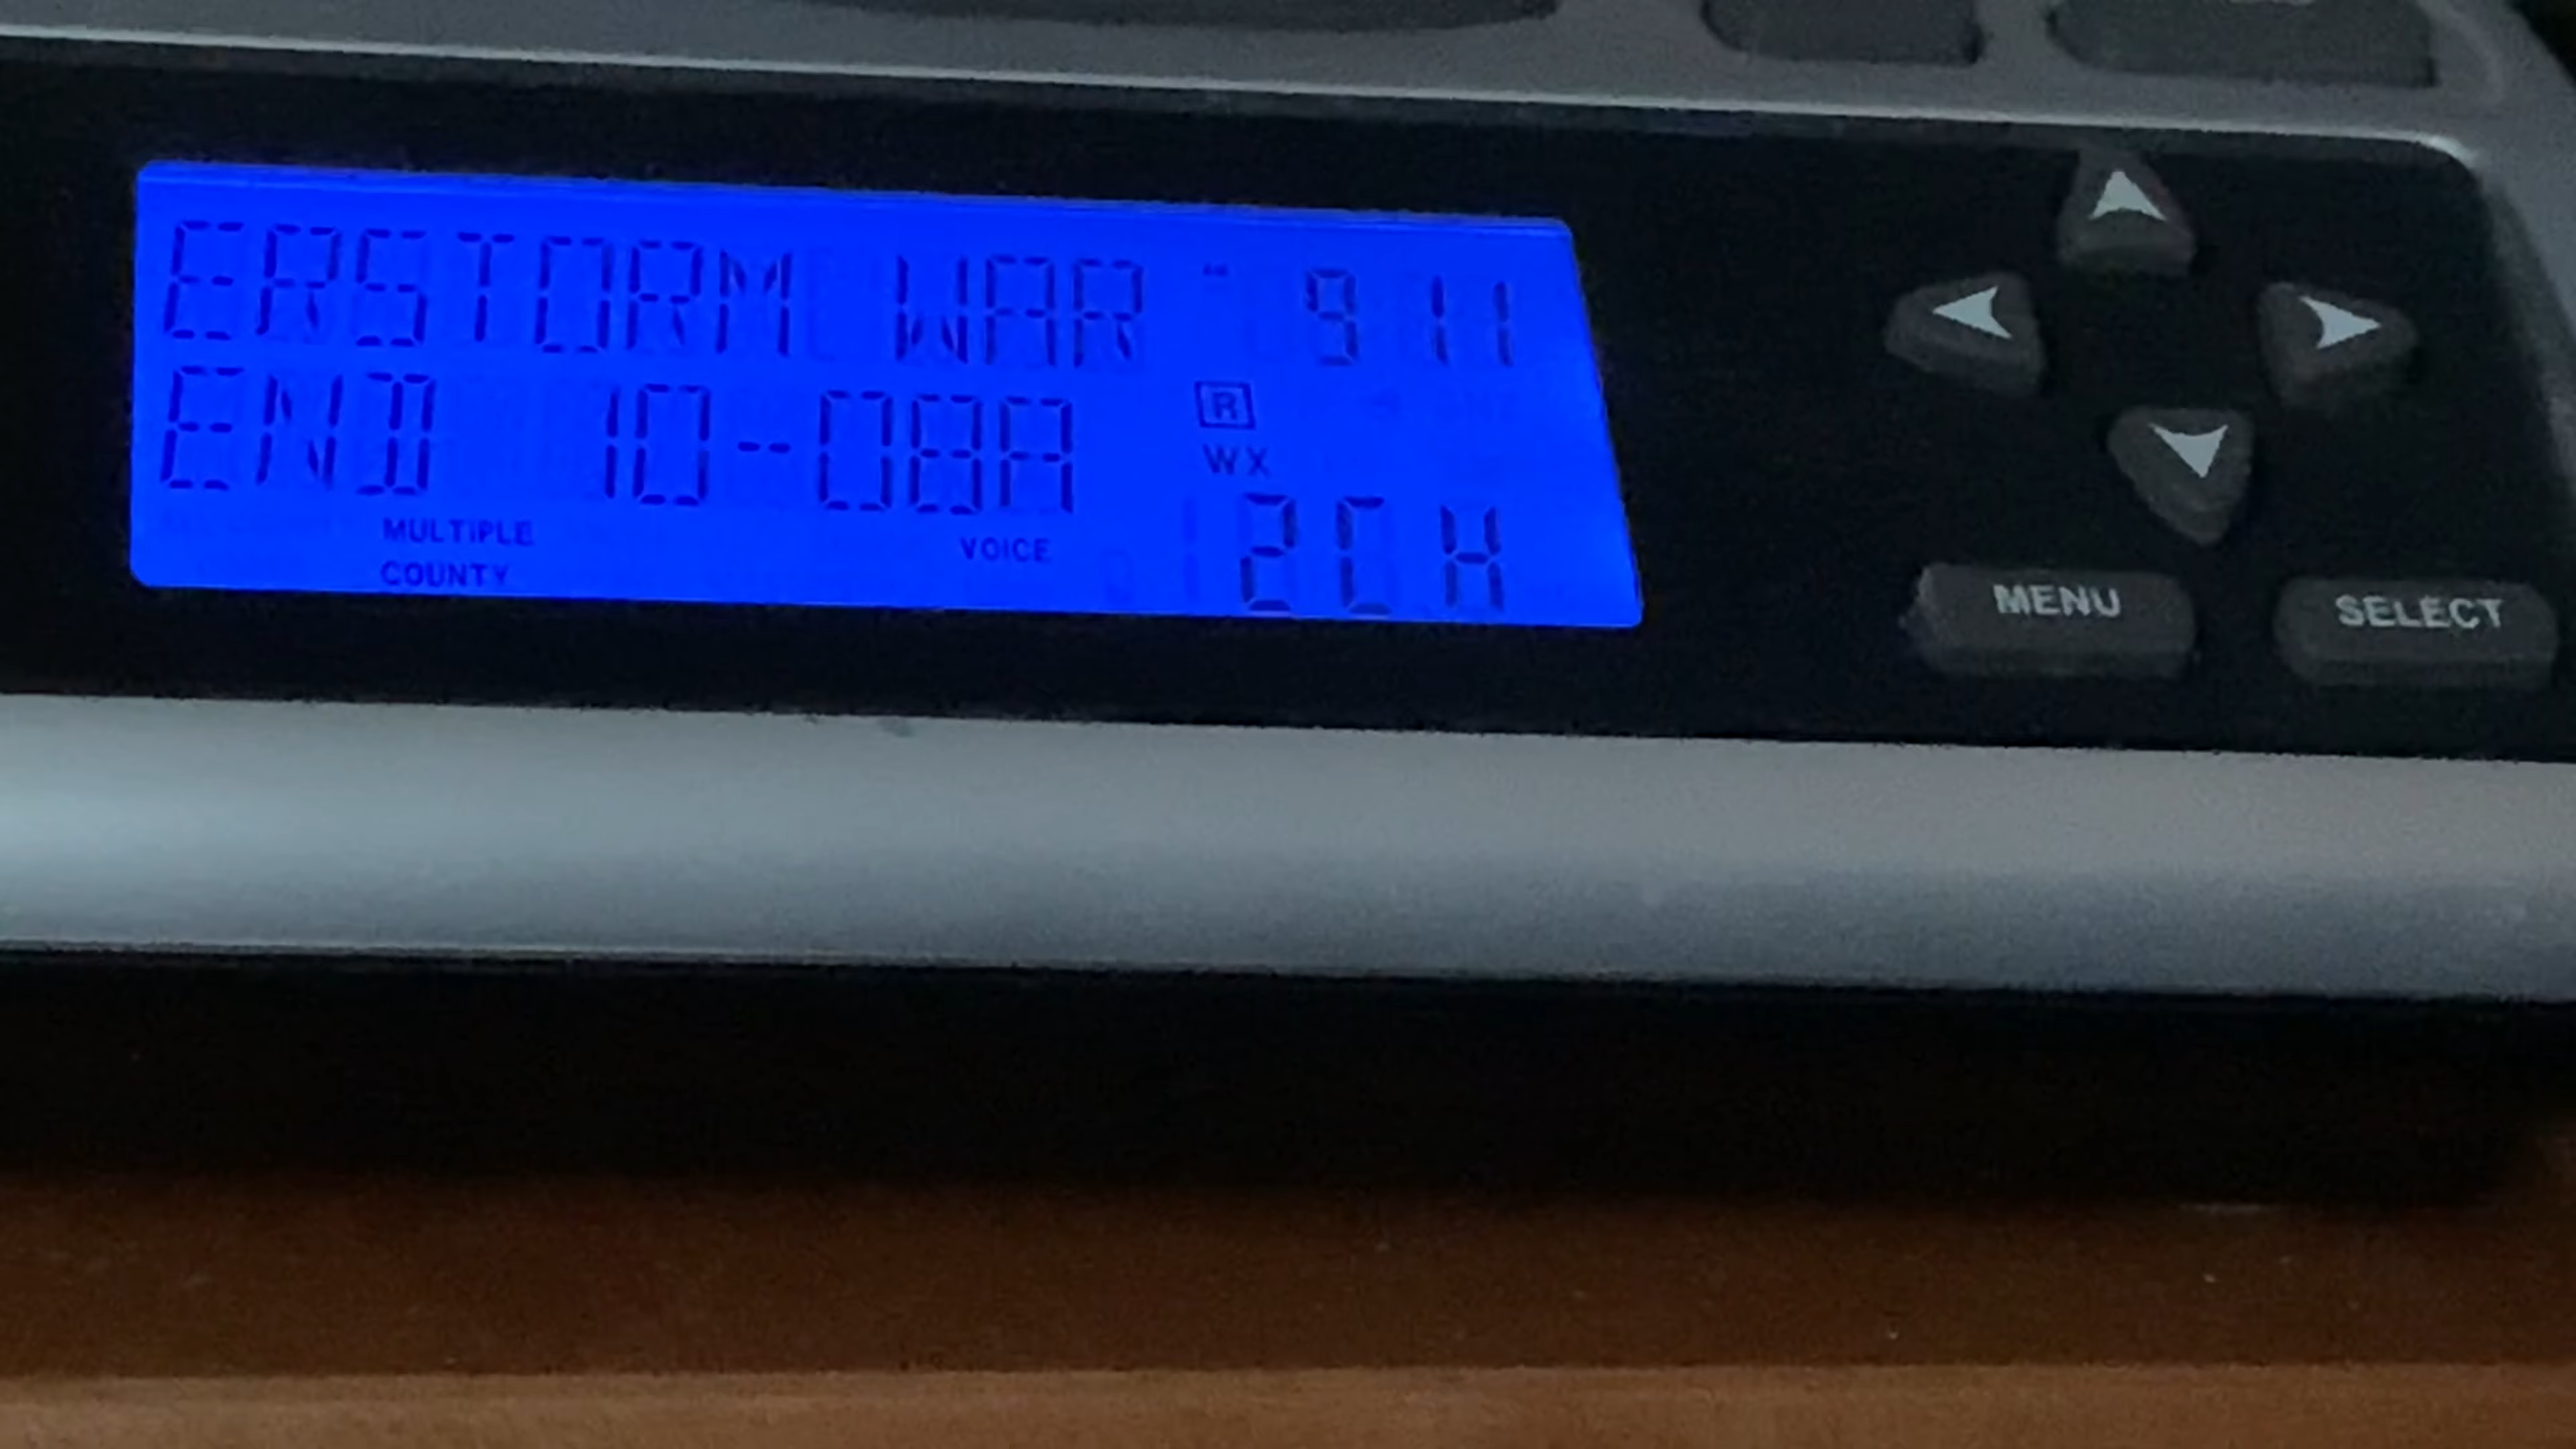 ERSTORM WAR 911
END 10-08A
R
WX
MULTIPLE
COUNTY
VOICE
2CH
MENU
SELECT